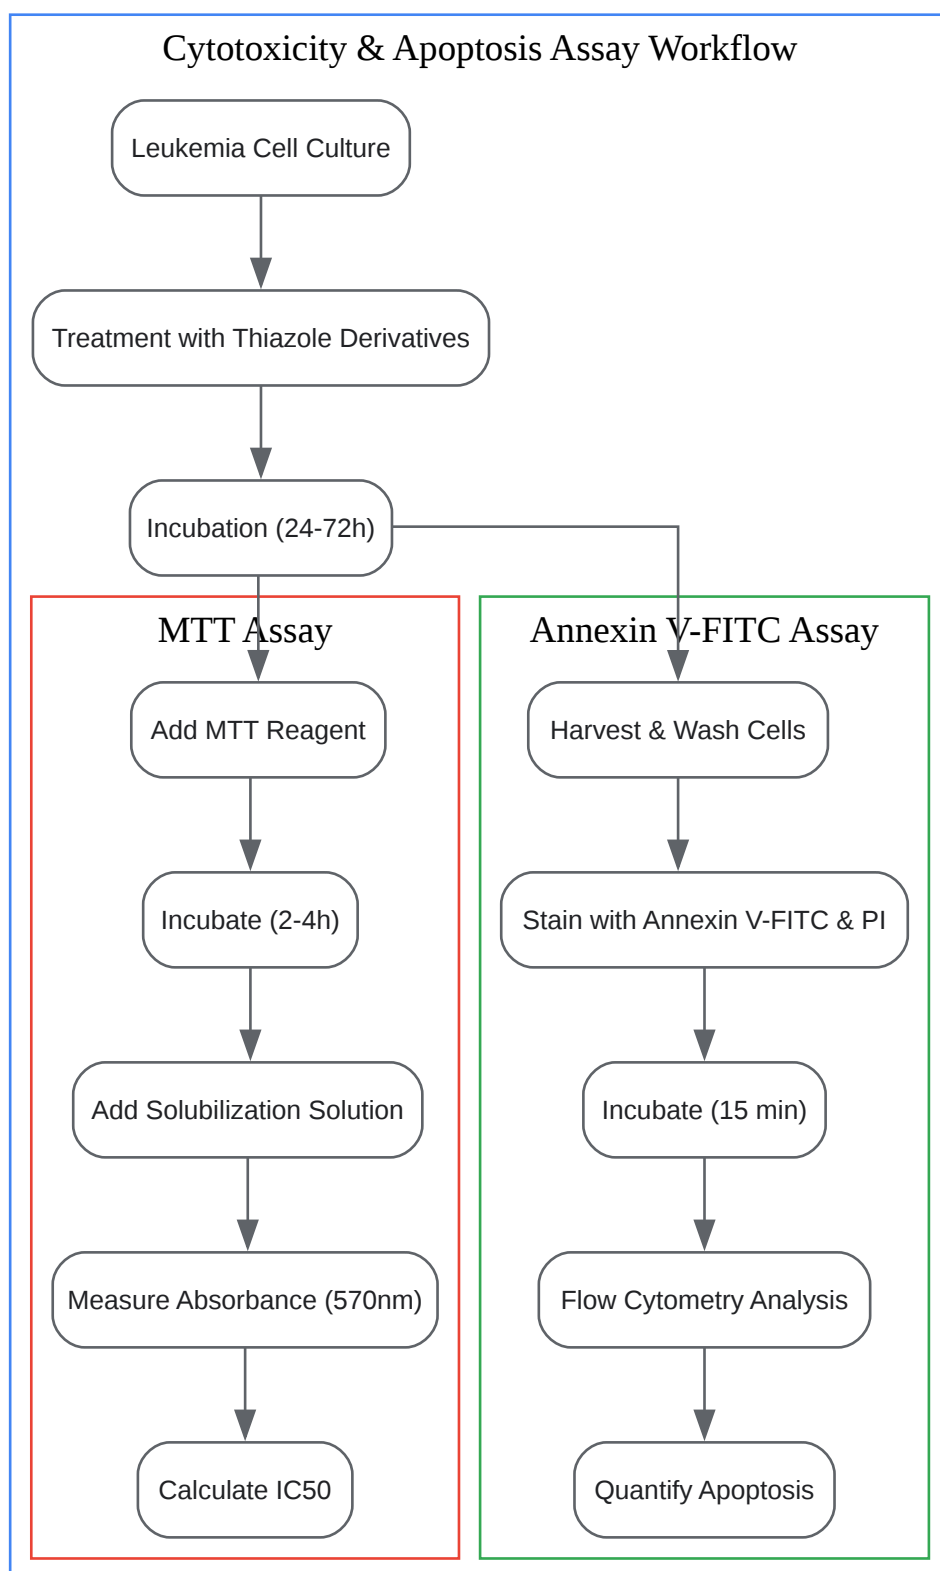 Cytotoxicity & Apoptosis Assay Workflow
Leukemia Cell Culture
Treatment with Thiazole Derivatives
Incubation (24-72h)
MTT Assay
Add MTT Reagent
Incubate (2-4h)
Add Solubilization Solution
Measure Absorbance (570nm)
Calculate IC50
Annexin V-FITC Assay
Harvest & Wash Cells
Stain with Annexin V-FITC & PI
Incubate (15 min)
Flow Cytometry Analysis
Quantify Apoptosis